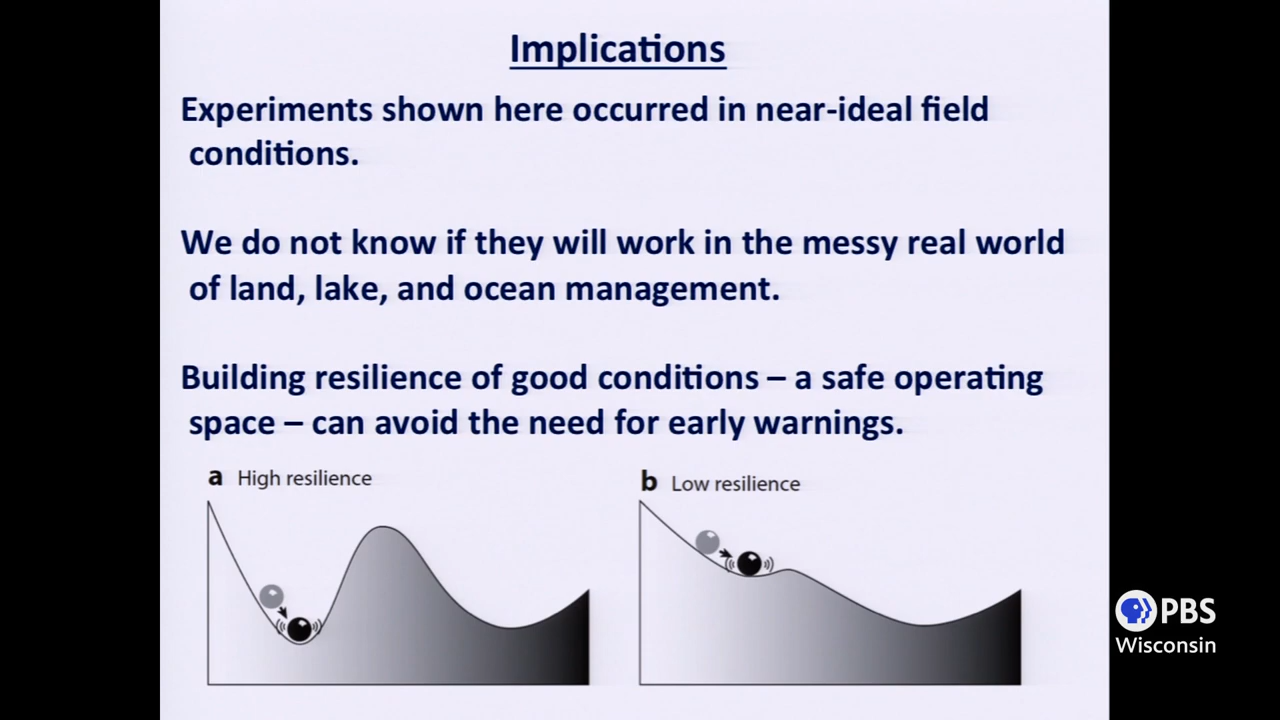 Implications
Experiments shown here occurred in near-ideal field
conditions.
We do not know if they will work in the messy real world
of land, lake, and ocean management.
Building resilience of good conditions – a safe operating
space – can avoid the need for early warnings.
a High resilience
b Low resilience
PBS
Wisconsin